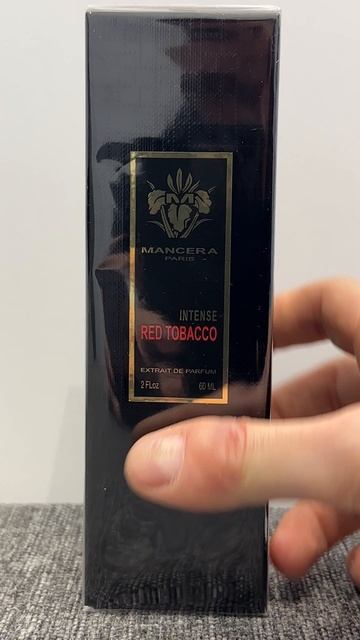 M
MANCERA
PARIS
INTENSE
RED TOBACCO
EXTRAIT DE PARFUM
2 FLoz 60 ML